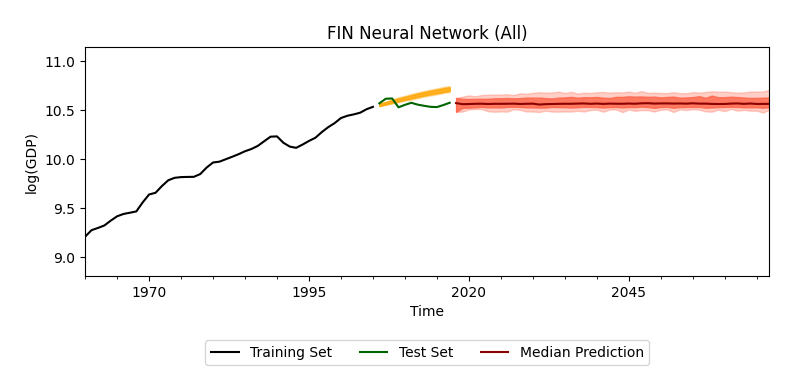 FIN Neural Network (All)
11.0
10.5
10.0
9.5
9.0
log(GDP)
1970 1995 2020 2045
Time
Training Set Test Set Median Prediction